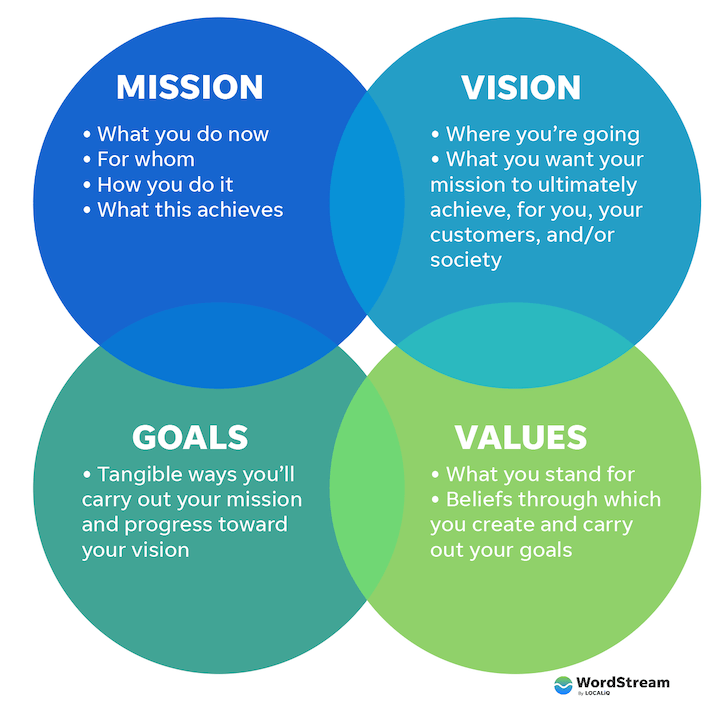 MISSION
• What you do now
• For whom
• How you do it
• What this achieves
VISION
• Where you’re going
• What you want your
mission to ultimately
achieve, for you, your
customers, and/or
society
GOALS
• Tangible ways you’ll
carry out your mission
and progress toward
your vision
VALUES
• What you stand for
• Beliefs through which
you create and carry
out your goals
WordStream
by LOCALiQ